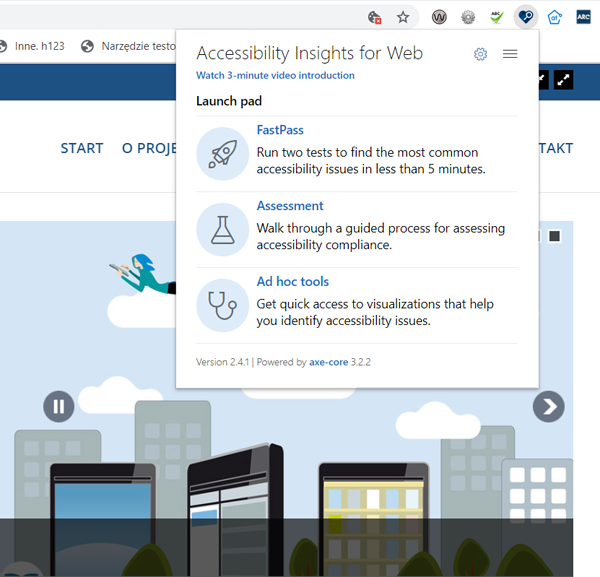 ABC
ARC
Inne. h123
Narzędzie testo
Accessibility Insights for Web
Watch 3-minute video introduction
Launch pad
START
O PROJE
TAKT
FastPass
Run two tests to find the most common
accessibility issues in less than 5 minutes.
Assessment
Walk through a guided process for assessing
accessibility compliance.
Ad hoc tools
Get quick access to visualizations that help
you identify accessibility issues.
Version 2.4.1 | Powered by axe-core 3.2.2